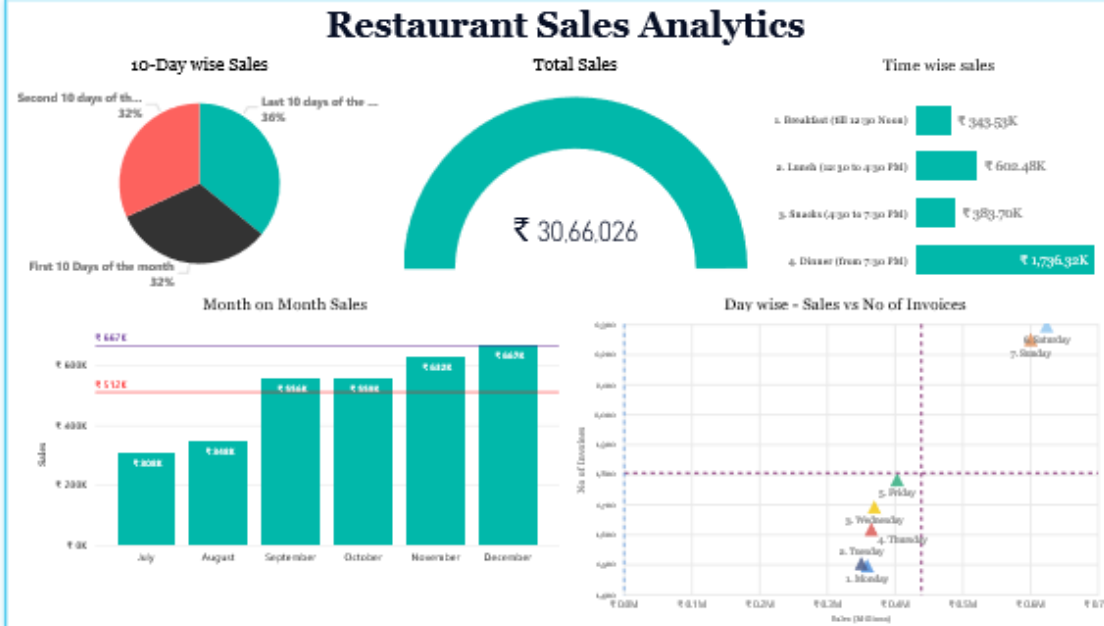 Restaurant Sales Analytics
10-Day wise Sales
Second 10 days of th...
32%
Last 10 days of the ...
36%
First 10 Days of the month
32%
Total Sales
₹ 30,66,026
Time wise sales
1. Breakfast (till 12:30 Noon)
₹ 343.53K
2. Lunch (12:30 to 4:30 PM)
₹ 602.48K
3. Snacks (4:30 to 7:30 PM)
₹ 383.70K
4. Dinner (from 7:30 PM)
₹ 1,736.32K
Month on Month Sales
₹ 667K
₹ 600K
₹ 512K
₹ 400K
₹ 200K
₹ 0K
Sales
₹ 308K
₹ 348K
₹ 556K
₹ 632K
₹ 667K
July
August
September
October
November
December
Day wise - Sales vs No of Invoices
No of Invoices
6. Saturday
7. Sunday
5. Friday
3. Wednesday
4. Thursday
2. Tuesday
1. Monday
₹ 0.0M
₹ 0.1M
₹ 0.2M
₹ 0.3M
₹ 0.4M
₹ 0.5M
₹ 0.6M
Sales (Millions)